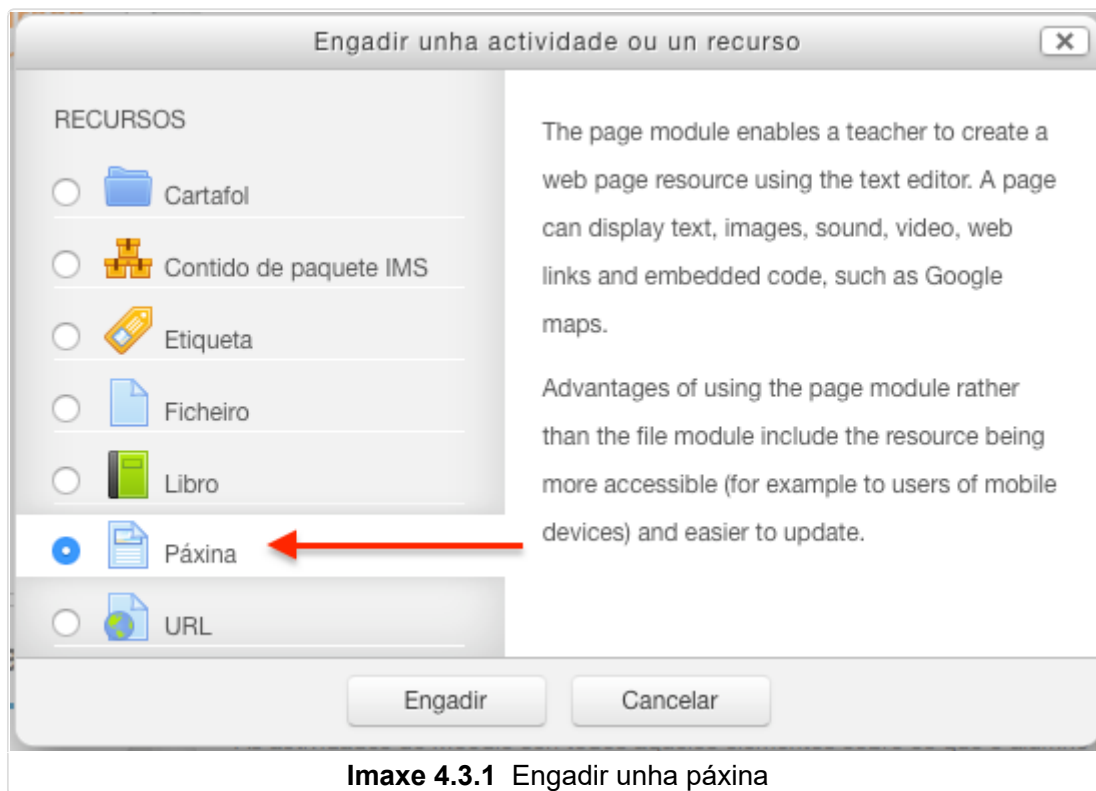 Engadir unha actividade ou un recurso
RECURSOS
Cartafol
Contido de paquete IMS
Etiqueta
Ficheiro
Libro
Páxina
URL
The page module enables a teacher to create a
web page resource using the text editor. A page
can display text, images, sound, video, web
links and embedded code, such as Google
maps.
Advantages of using the page module rather
than the file module include the resource being
more accessible (for example to users of mobile
devices) and easier to update.
Engadir
Cancelar
Imaxe 4.3.1 Engadir unha páxina